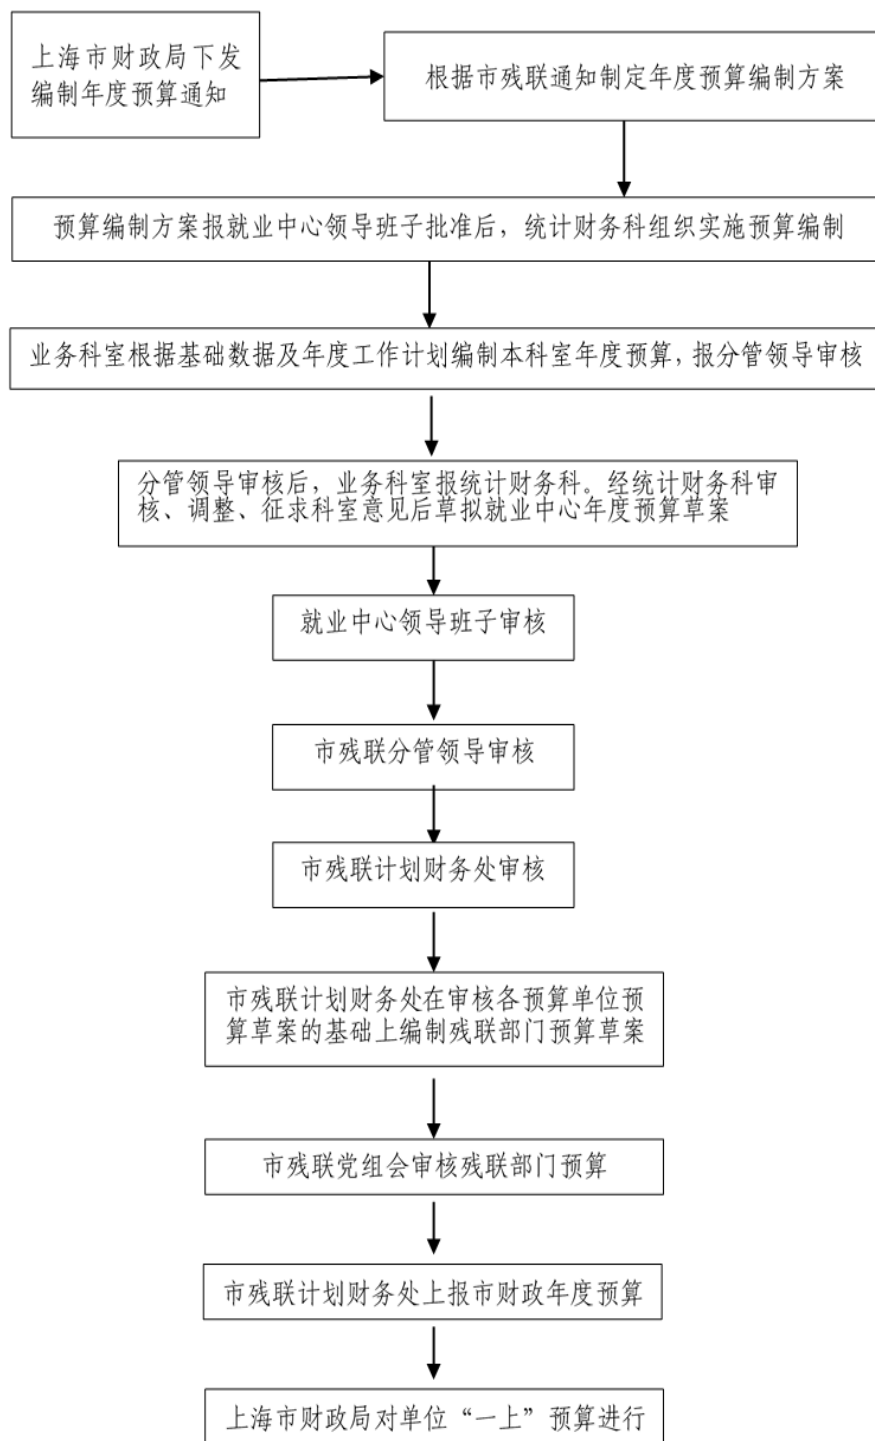 上海市财政局下发
编制年度预算通知
根据市残联通知制定年度预算编制方案
预算编制方案报就业中心领导班子批准后，统计财务科组织实施预算编制
业务科室根据基础数据及年度工作计划编制本科室年度预算，报分管领导审核
分管领导审核后，业务科室报统计财务科。经统计财务科审
核、调整、征求科室意见后草拟就业中心年度预算草案
就业中心领导班子审核
市残联分管领导审核
市残联计划财务处审核
市残联计划财务处在审核各预算单位预
算草案的基础上编制残联部门预算草案
市残联党组会审核残联部门预算
市残联计划财务处上报市财政年度预算
上海市财政局对单位“一上”预算进行